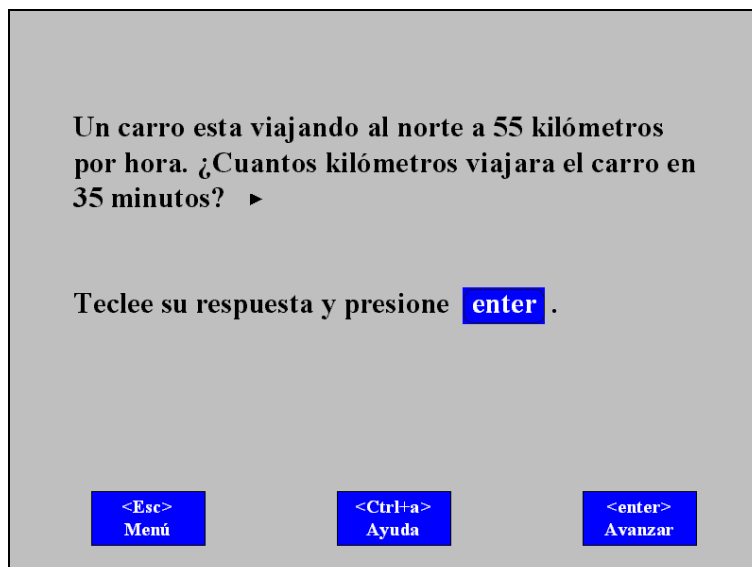 Un carro esta viajando al norte a 55 kilómetros
por hora. ¿Cuantos kilómetros viajara el carro en
35 minutos? ►
Teclee su respuesta y presione enter .
<Esc>
Menú
<Ctrl+a>
Ayuda
<enter>
Avanzar